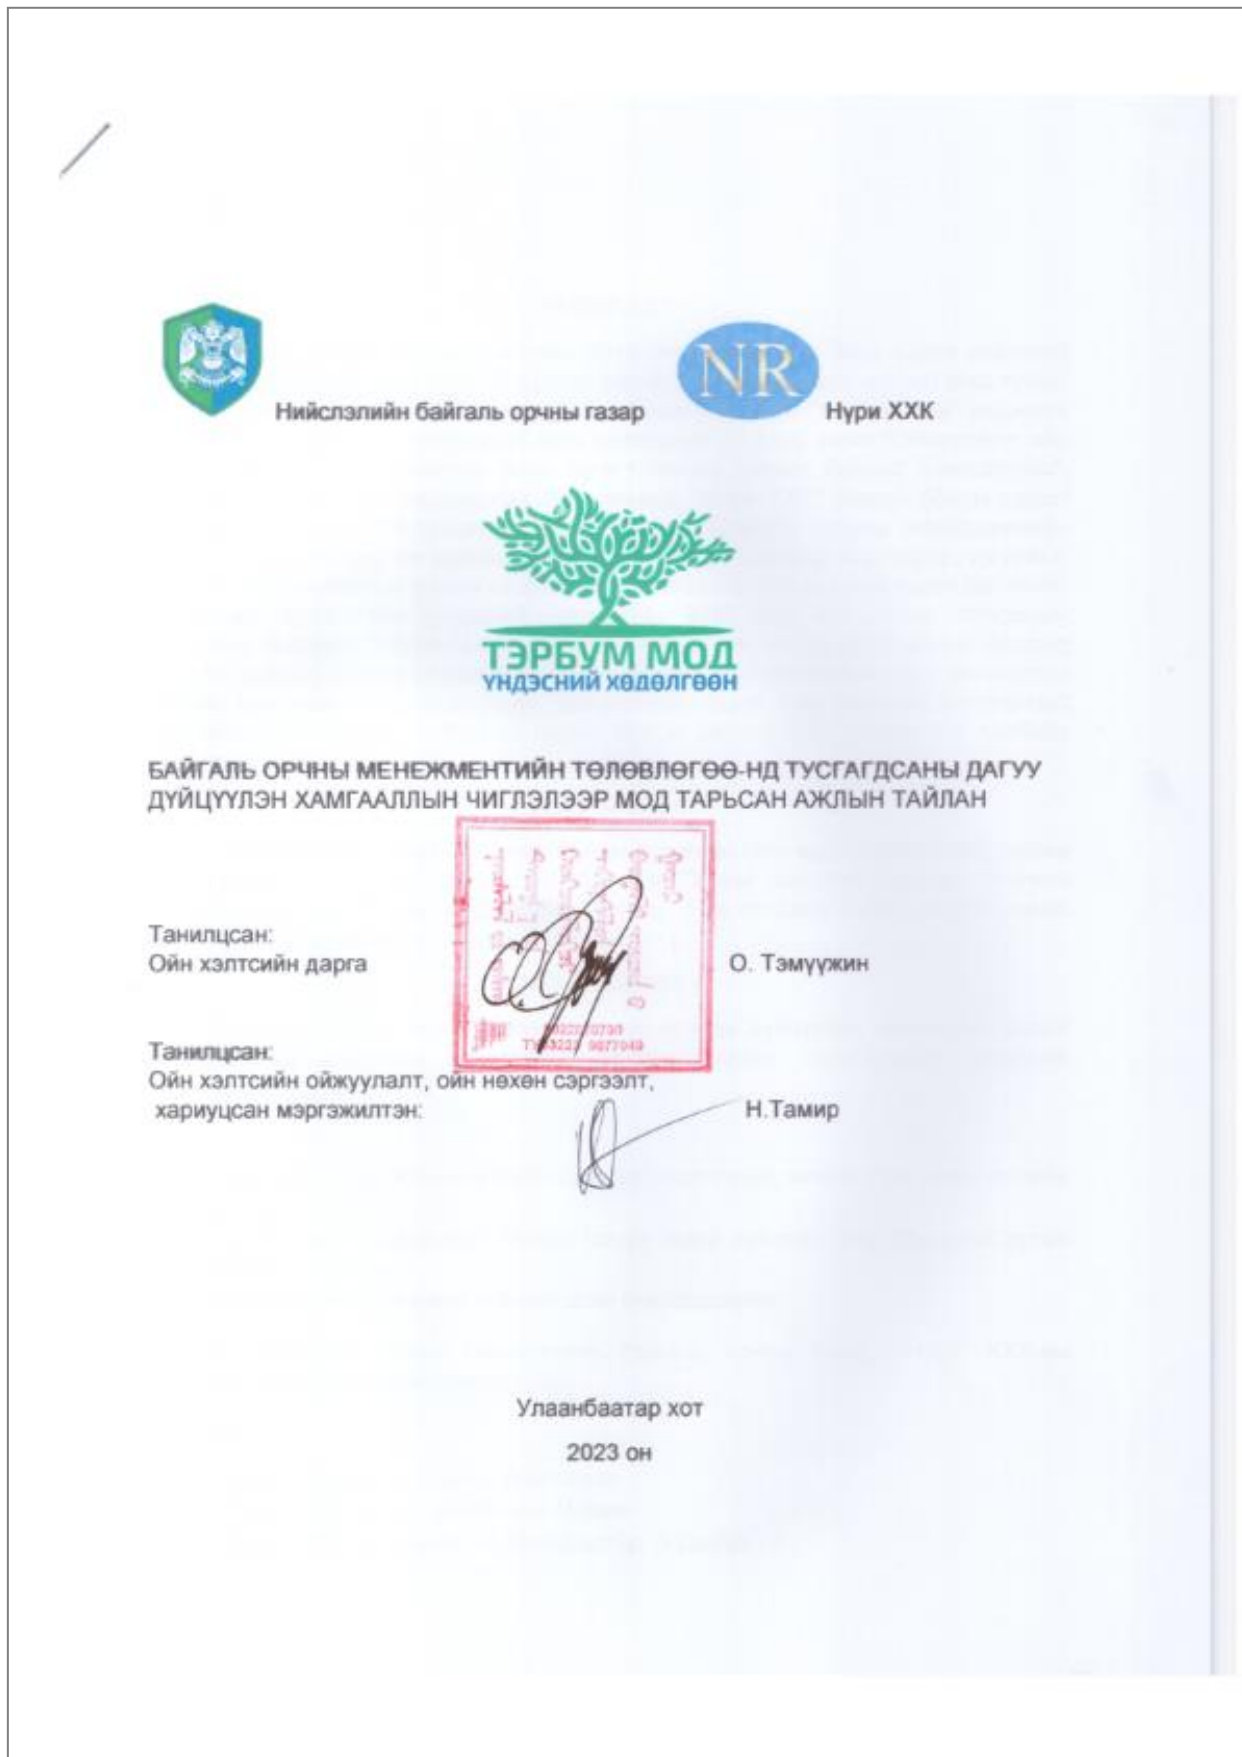 Нийслэлийн байгаль орчны газар
NR
Нүри ХХК
ТЭРБУМ МОД
ҮНДЭСНИЙ ХӨДӨЛГӨӨН
БАЙГАЛЬ ОРЧНЫ МЕНЕЖМЕНТИЙН ТӨЛӨВЛӨГӨӨ-НД ТУСГАГДСАНЫ ДАГУУ
ДҮЙЦҮҮЛЭН ХАМГААЛЛЫН ЧИГЛЭЛЭЭР МОД ТАРЬСАН АЖЛЫН ТАЙЛАН
Танилцсан:
Ойн хэлтсийн дарга О. Тэмүүжин
Танилцсан:
Ойн хэлтсийн ойжуулалт, ойн нөхөн сэргээлт,
хариуцсан мэргэжилтэн: Н.Тамир
Улаанбаатар хот
2023 он